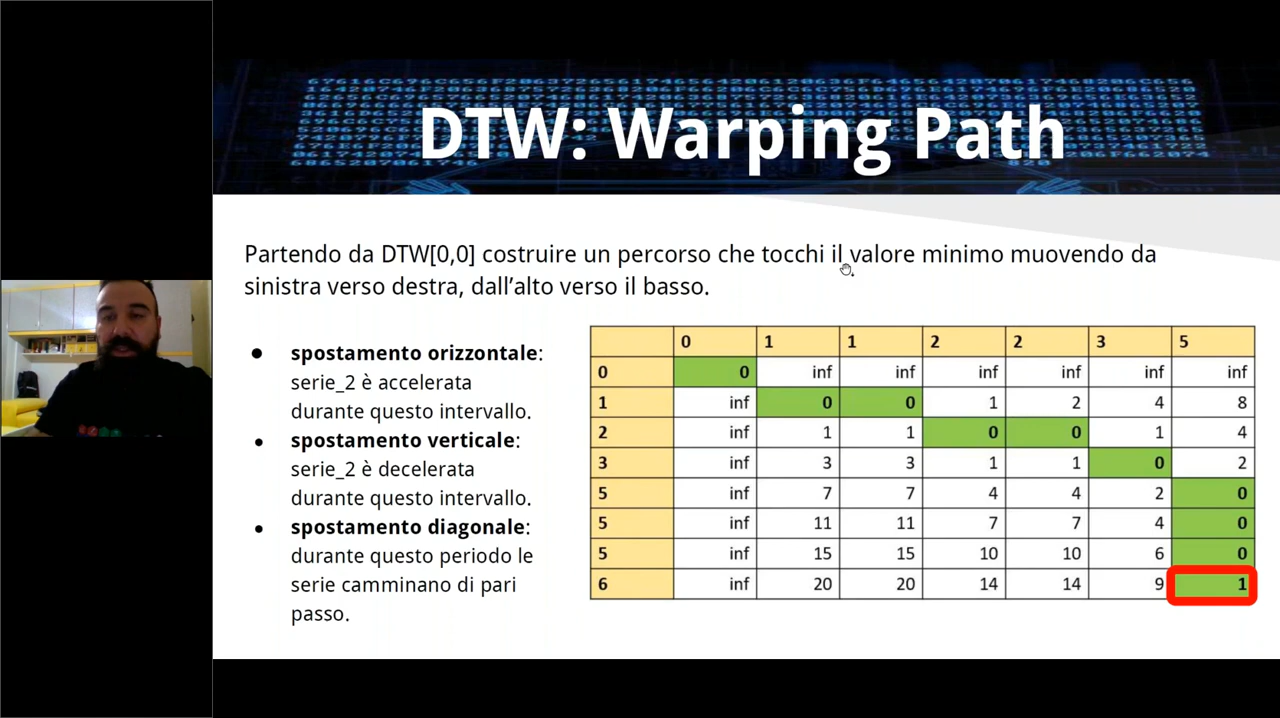 DTW: Warping Path
Partendo da DTW[0,0] costruire un percorso che tocchi il valore minimo muovendo da
sinistra verso destra, dall’alto verso il basso.
● spostamento orizzontale:
serie_2 è accelerata
durante questo intervallo.
● spostamento verticale:
serie_2 è decelerata
durante questo intervallo.
● spostamento diagonale:
durante questo periodo le
serie camminano di pari
passo.
0 1 1 2 2 3 5
0 0 inf inf inf inf inf inf
1 inf 0 0 1 2 4 8
2 inf 1 1 0 0 1 4
3 inf 3 3 1 1 0 2
5 inf 7 7 4 4 2 0
5 inf 11 11 7 7 4 0
5 inf 15 15 10 10 6 0
6 inf 20 20 14 14 9 1